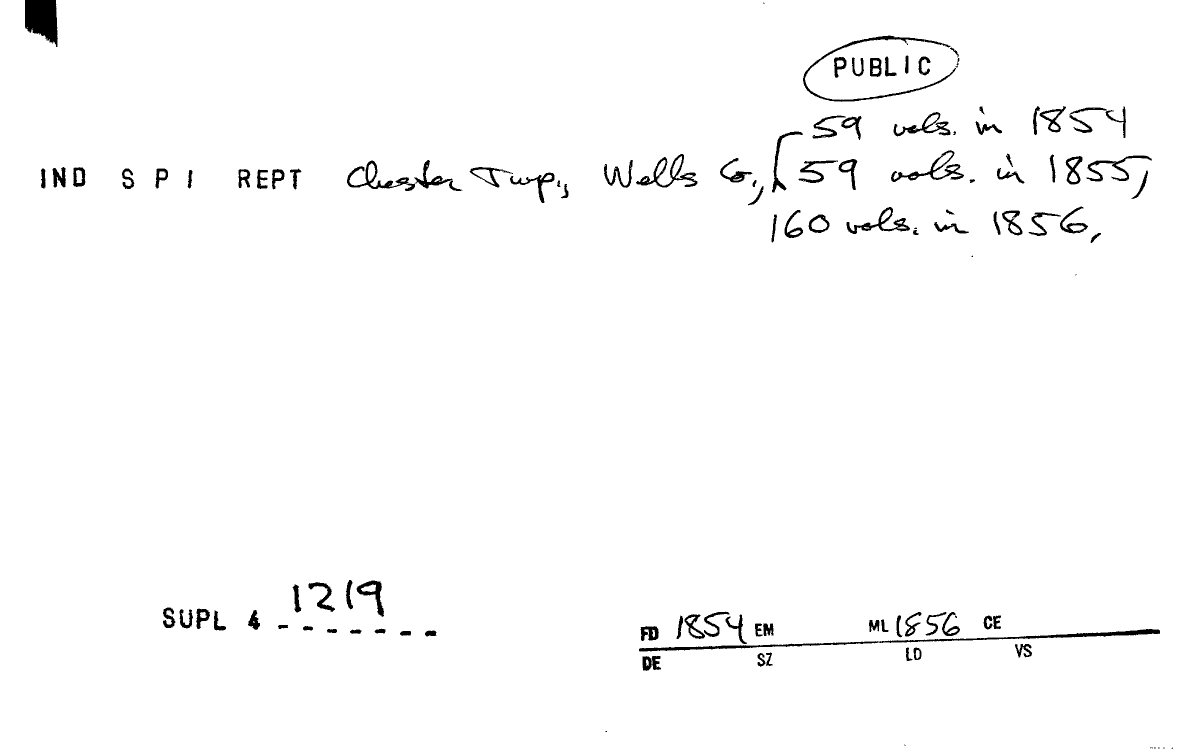 PUBLIC
59 vols. in 1854
IND S P I REPT Chester Twp., Wells Co., 59 vols. in 1855,
160 vols. in 1856,
SUPL 4 1219
FD 1854 EM ML 1856 CE
DE SZ LD VS